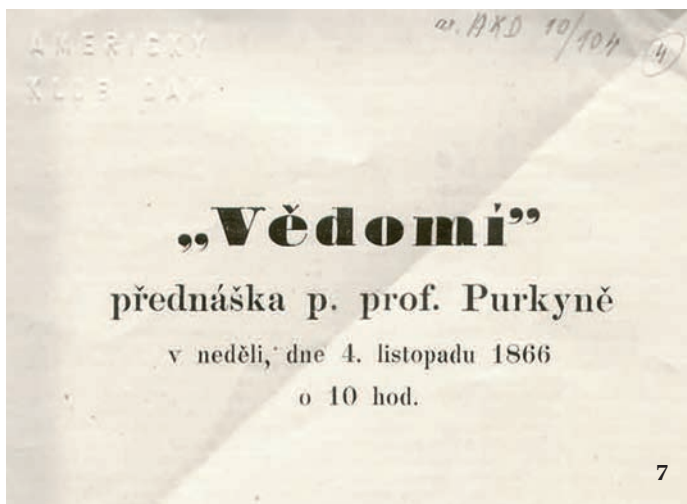 AMERICKÝ
KLUB DAM
ar. AKD 10/104
4
„Vědomí”
přednáška p. prof. Purkyně
v neděli, dne 4. listopadu 1866
o 10 hod.
7